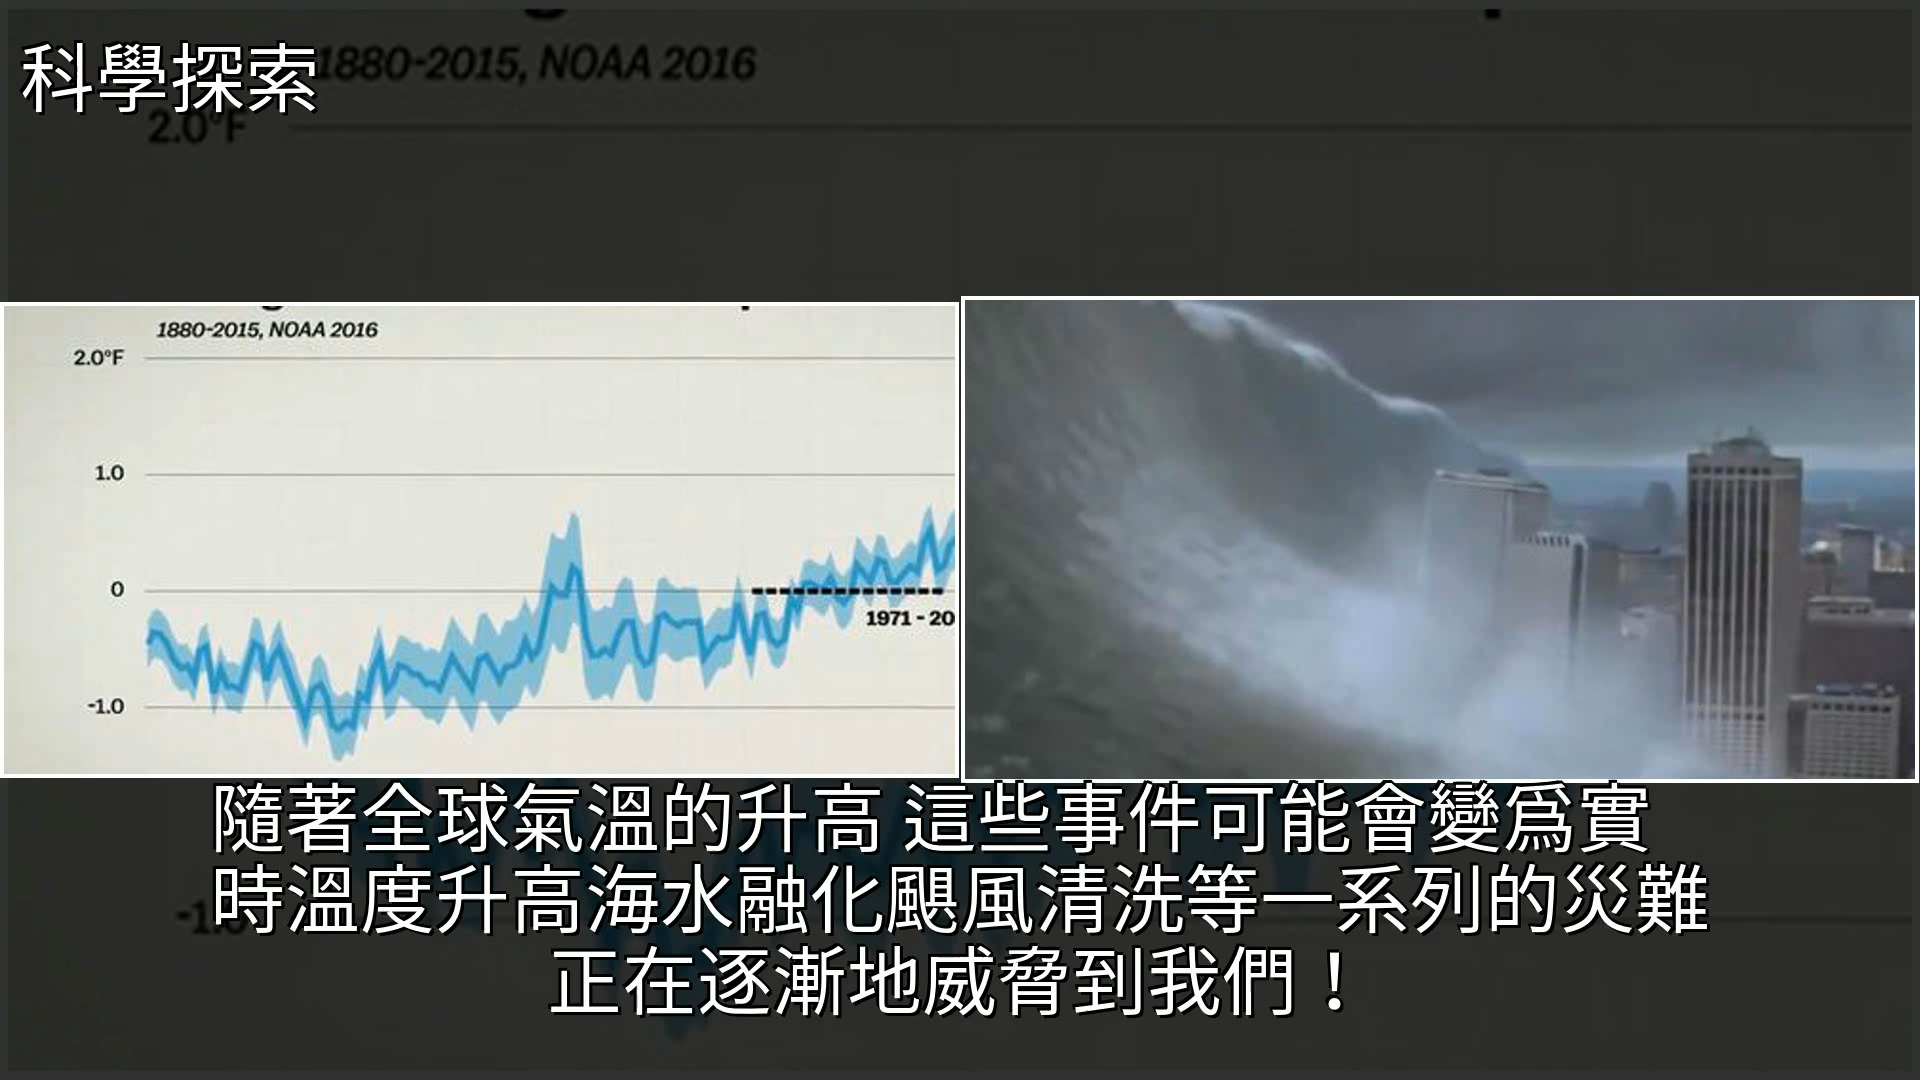 科學探索
1880-2015, NOAA 2016
2.0°F
1880-2015, NOAA 2016
2.0°F
1.0
0
1971 - 20
-1.0
隨著全球氣溫的升高 這些事件可能會變爲實
時溫度升高海水融化颶風清洗等一系列的災難
正在逐漸地威脅到我們！
-1.0